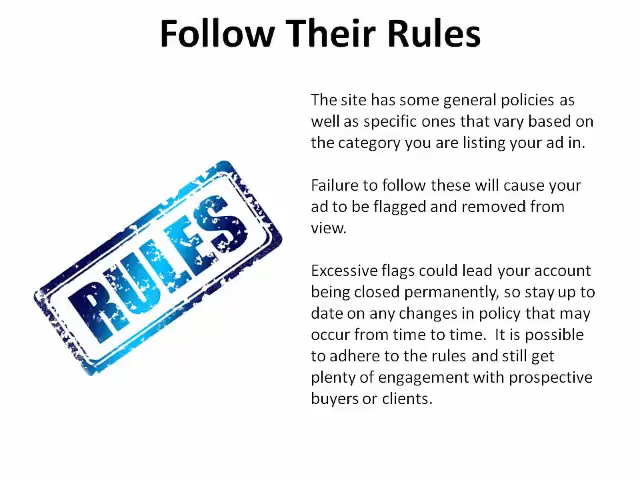 Follow Their Rules
The site has some general policies as
well as specific ones that vary based on
the category you are listing your ad in.
Failure to follow these will cause your
ad to be flagged and removed from
view.
Excessive flags could lead your account
being closed permanently, so stay up to
date on any changes in policy that may
occur from time to time.  It is possible
to adhere to the rules and still get
plenty of engagement with prospective
buyers or clients.
RULES